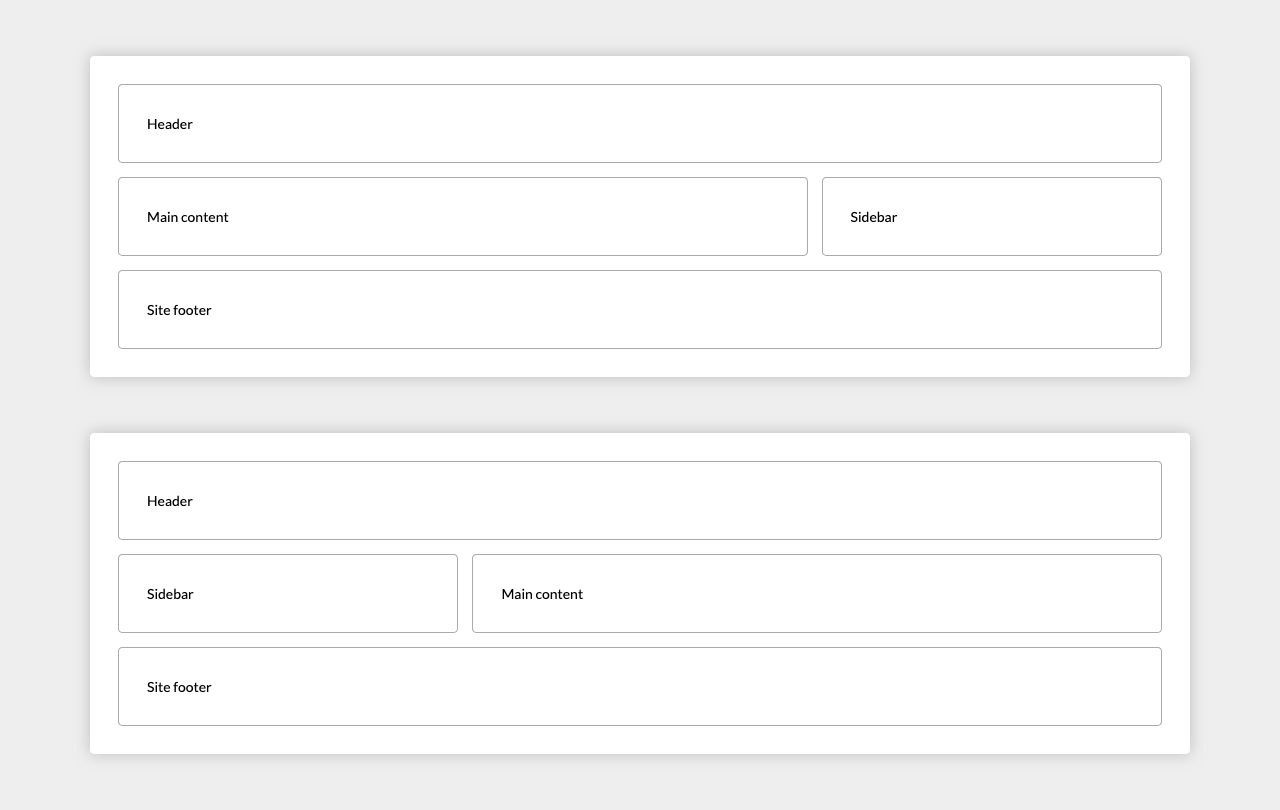 Header
Main content
Sidebar
Site footer
Header
Sidebar
Main content
Site footer